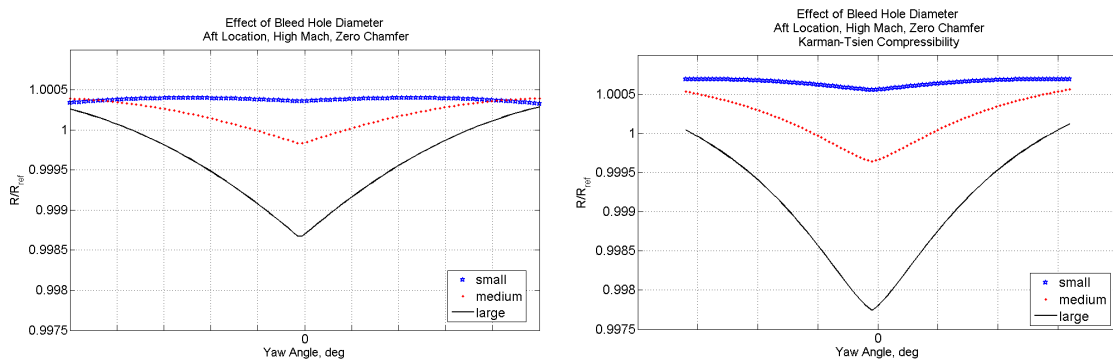 Effect of Bleed Hole Diameter
Aft Location, High Mach, Zero Chamfer
1.0005
1
0.9995
0.999
0.9985
0.998
0.9975
R/Rref
0
Yaw Angle, deg
small
medium
large
Effect of Bleed Hole Diameter
Aft Location, High Mach, Zero Chamfer
Karman-Tsien Compressibility
1.0005
1
0.9995
0.999
0.9985
0.998
0.9975
R/Rref
0
Yaw Angle, deg
small
medium
large